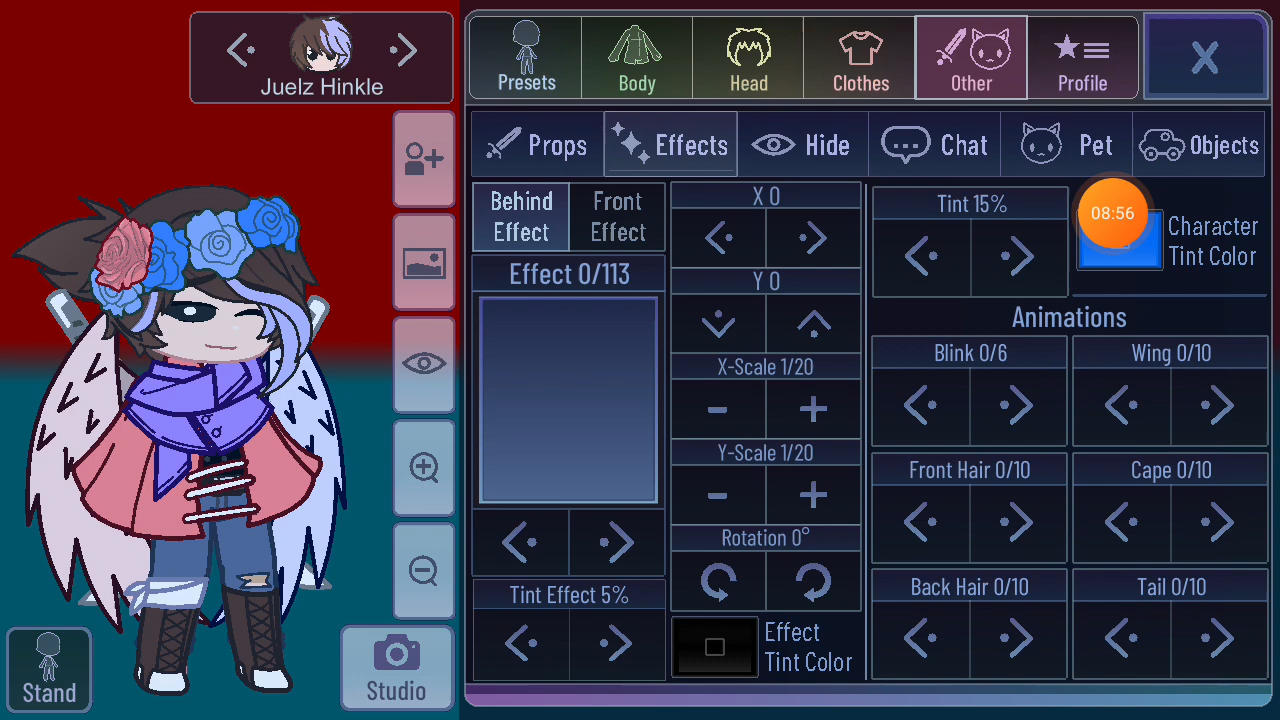 Juelz Hinkle
Presets
Body
Head
Clothes
Other
Profile
X
Props
Effects
Hide
Chat
Pet
Objects
Behind
Effect
Front
Effect
Effect 0/113
Tint Effect 5%
X 0
Y 0
X-Scale 1/20
Y-Scale 1/20
Rotation 0°
Effect
Tint Color
Tint 15%
08:56
Character
Tint Color
Animations
Blink 0/6
Wing 0/10
Front Hair 0/10
Cape 0/10
Back Hair 0/10
Tail 0/10
Stand
Studio